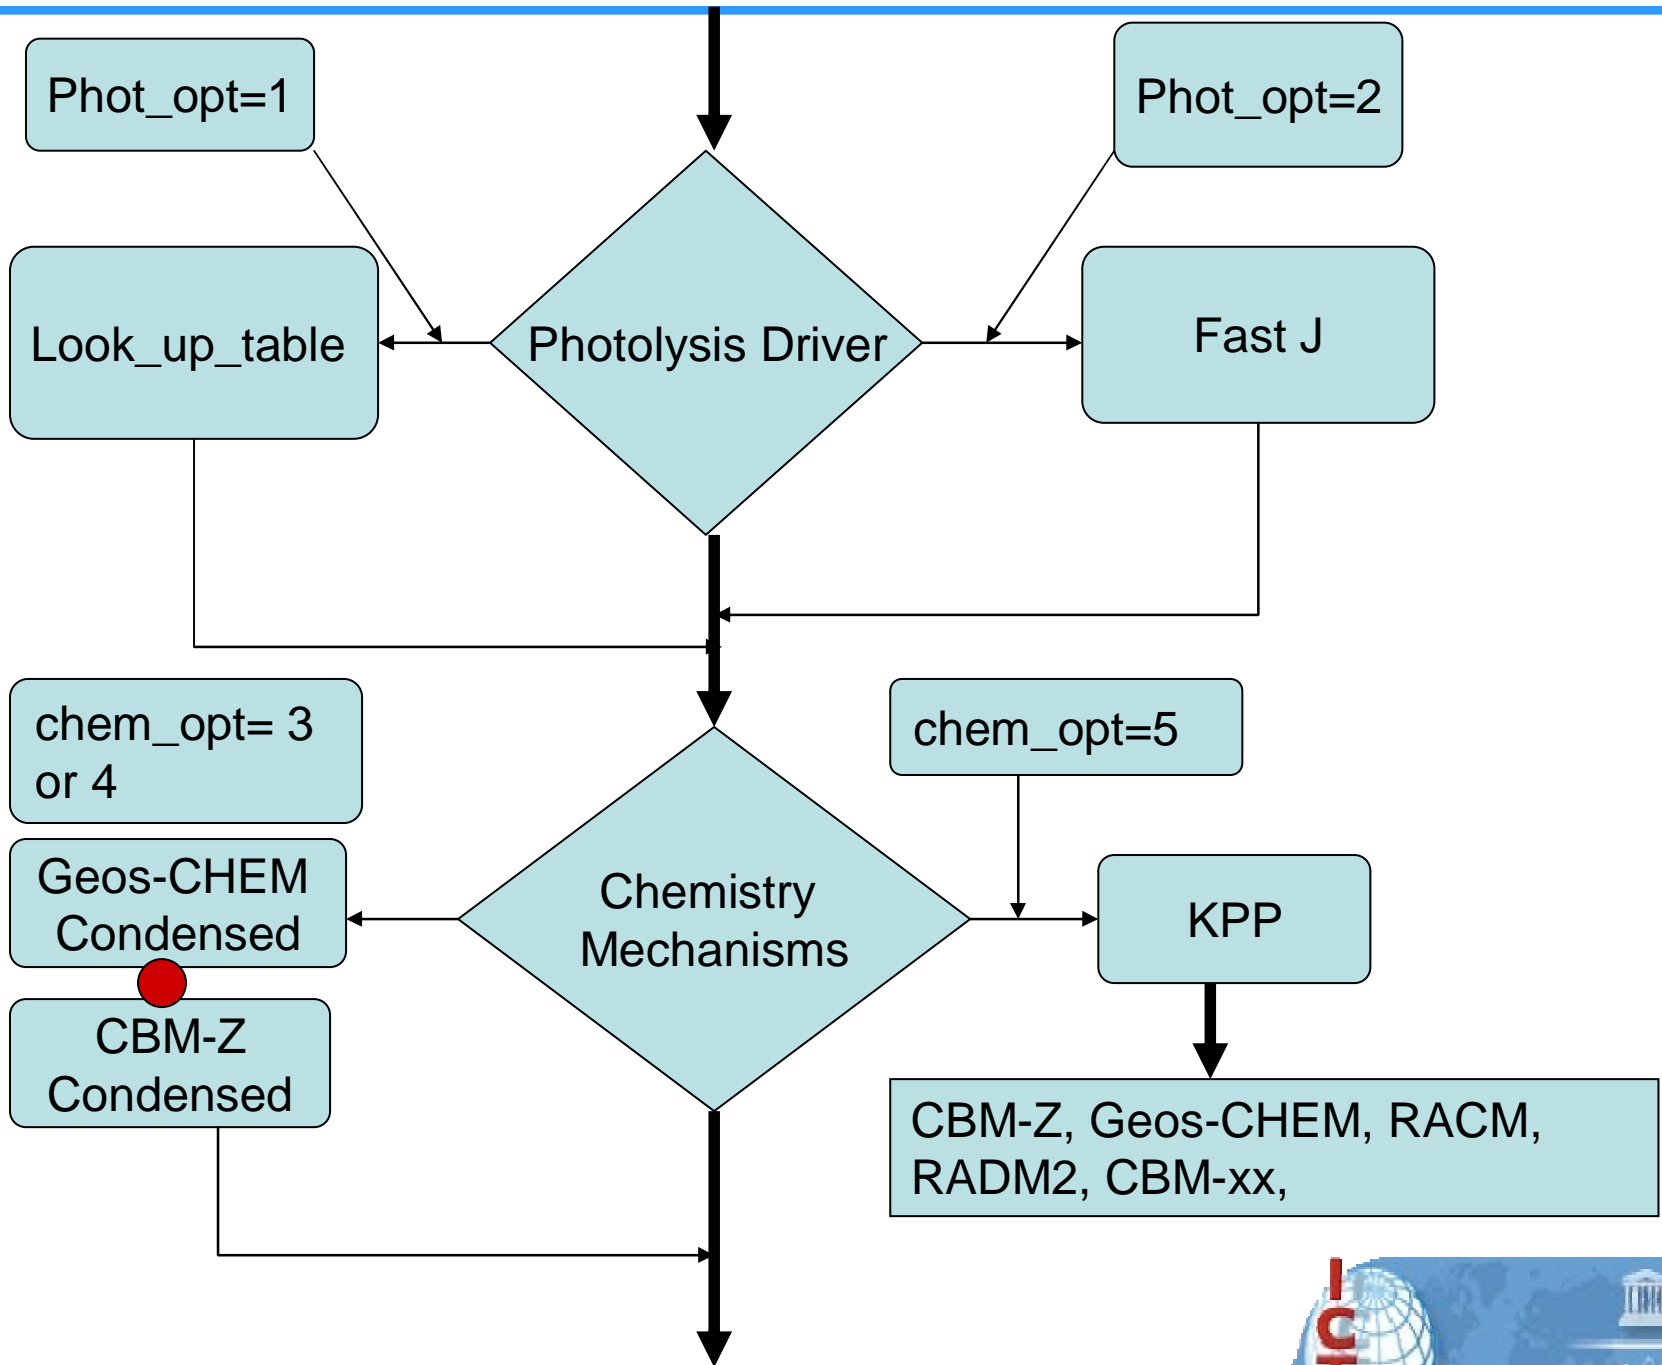 Phot_opt=1
Phot_opt=2
Look_up_table
Photolysis Driver
Fast J
chem_opt= 3
or 4
chem_opt=5
Geos-CHEM
Condensed
Chemistry
Mechanisms
KPP
CBM-Z
Condensed
CBM-Z, Geos-CHEM, RACM,
RADM2, CBM-xx,
I
C